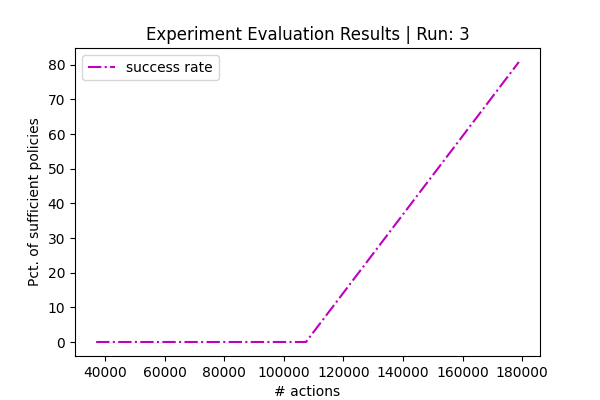 Experiment Evaluation Results | Run: 3
success rate
Pct. of sufficient policies
80
70
60
50
40
30
20
10
0
40000 60000 80000 100000 120000 140000 160000 180000
# actions